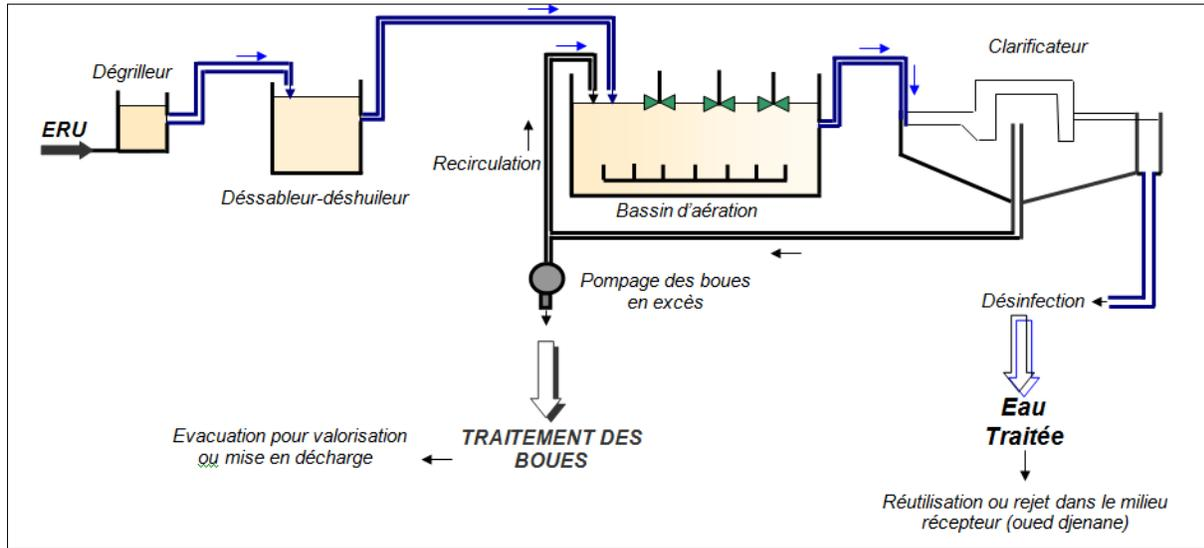 Clarificateur
Dégrilleur
ERU
Recirculation
Déssableur-déshuileur
Bassin d'aération
Pompage des boues
en excès
Désinfection
Eau
Traitée
Evacuation pour valorisation
ou mise en décharge
TRAITEMENT DES
BOUES
Réutilisation ou rejet dans le milieu
récepteur (oued djenane)